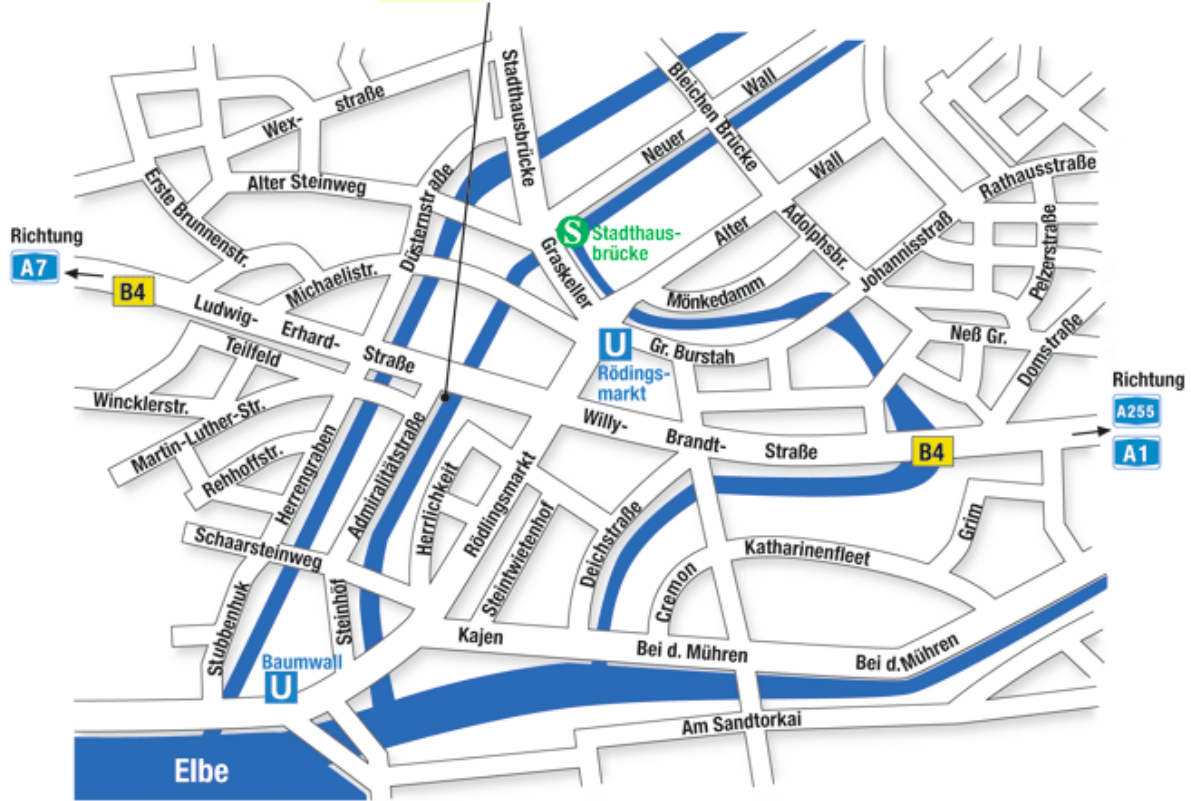 Stadthausbrücke
Bleichen Brücke
Neuer
Wall
Wex-
straße
Alter Steinweg
Erste Brunnenstr.
Düsternstraße
Alter
Wall
Rathausstraße
Richtung
A7
B4
S
Stadthaus-
brücke
Graskeller
Adolphsbr.
Johannisstraß
Pelzerstraße
Michaelistr.
Mönkedamm
Ludwig-
Erhard-
Straße
Teilfeld
U
Rödings-
markt
Gr. Burstah
Neß Gr.
Domstraße
Richtung
A255
A1
Wincklerstr.
Martin-Luther-Str.
Rehhoffstr.
Herrengraben
Admiralitätstraße
Willy-
Brandt-
Straße
B4
Herrlichkeit
Rödlingsmarkt
Steintwietenhof
Deichstraße
Schaarsteinweg
Katharinenfleet
Grim
Cremon
Stubbenhuk
Steinhöf
Kajen
Bei d. Mühren
Bei d.Mühren
Baumwall
U
Am Sandtorkai
Elbe